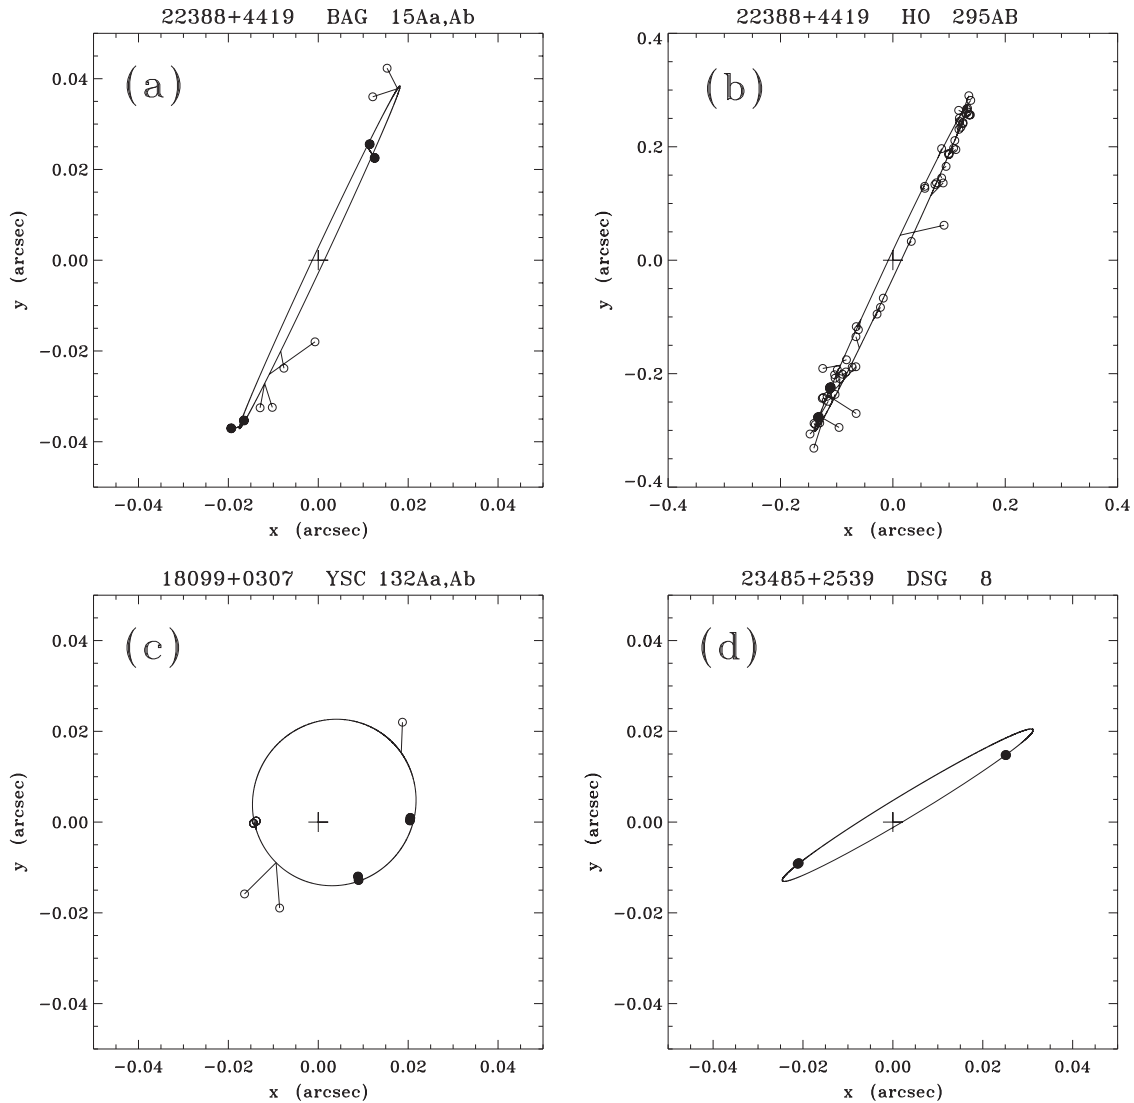 22388+4419 BAG 15Aa,Ab
(a)
0.04
0.02
0.00
−0.02
−0.04
y (arcsec)
−0.04 −0.02 0.00 0.02 0.04
x (arcsec)
22388+4419 HO 295AB
(b)
0.4
0.2
0.0
−0.2
−0.4
y (arcsec)
−0.4 −0.2 0.0 0.2 0.4
x (arcsec)
18099+0307 YSC 132Aa,Ab
(c)
0.04
0.02
0.00
−0.02
−0.04
y (arcsec)
−0.04 −0.02 0.00 0.02 0.04
x (arcsec)
23485+2539 DSG 8
(d)
0.04
0.02
0.00
−0.02
−0.04
y (arcsec)
−0.04 −0.02 0.00 0.02 0.04
x (arcsec)